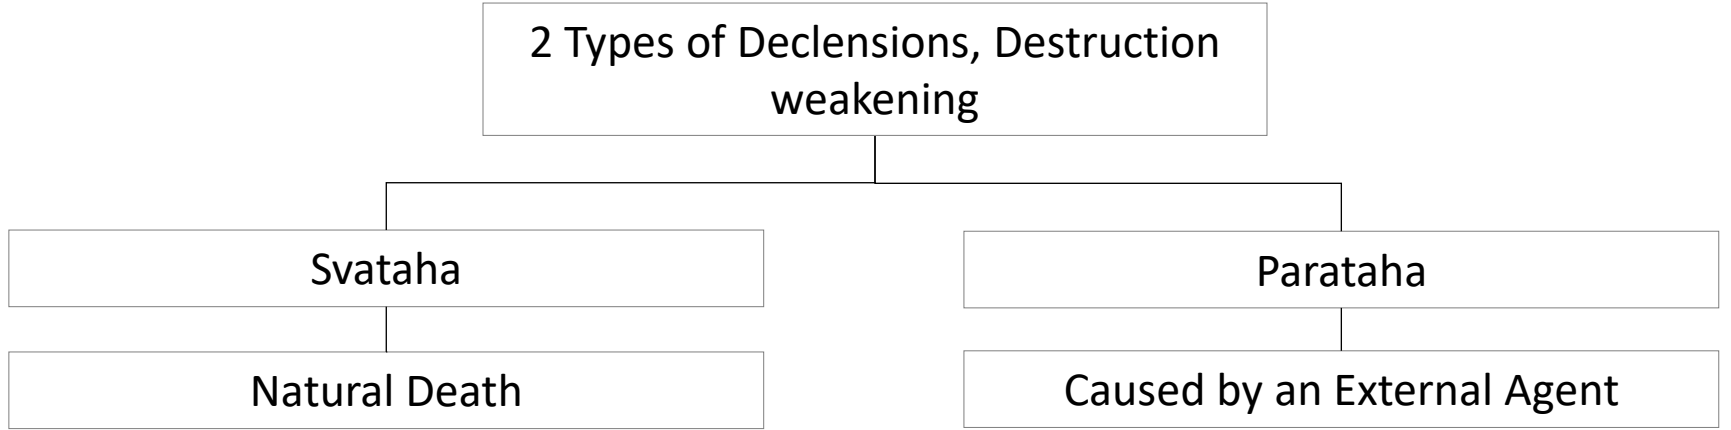 2 Types of Declensions, Destruction
weakening
Svataha
Parataha
Natural Death
Caused by an External Agent